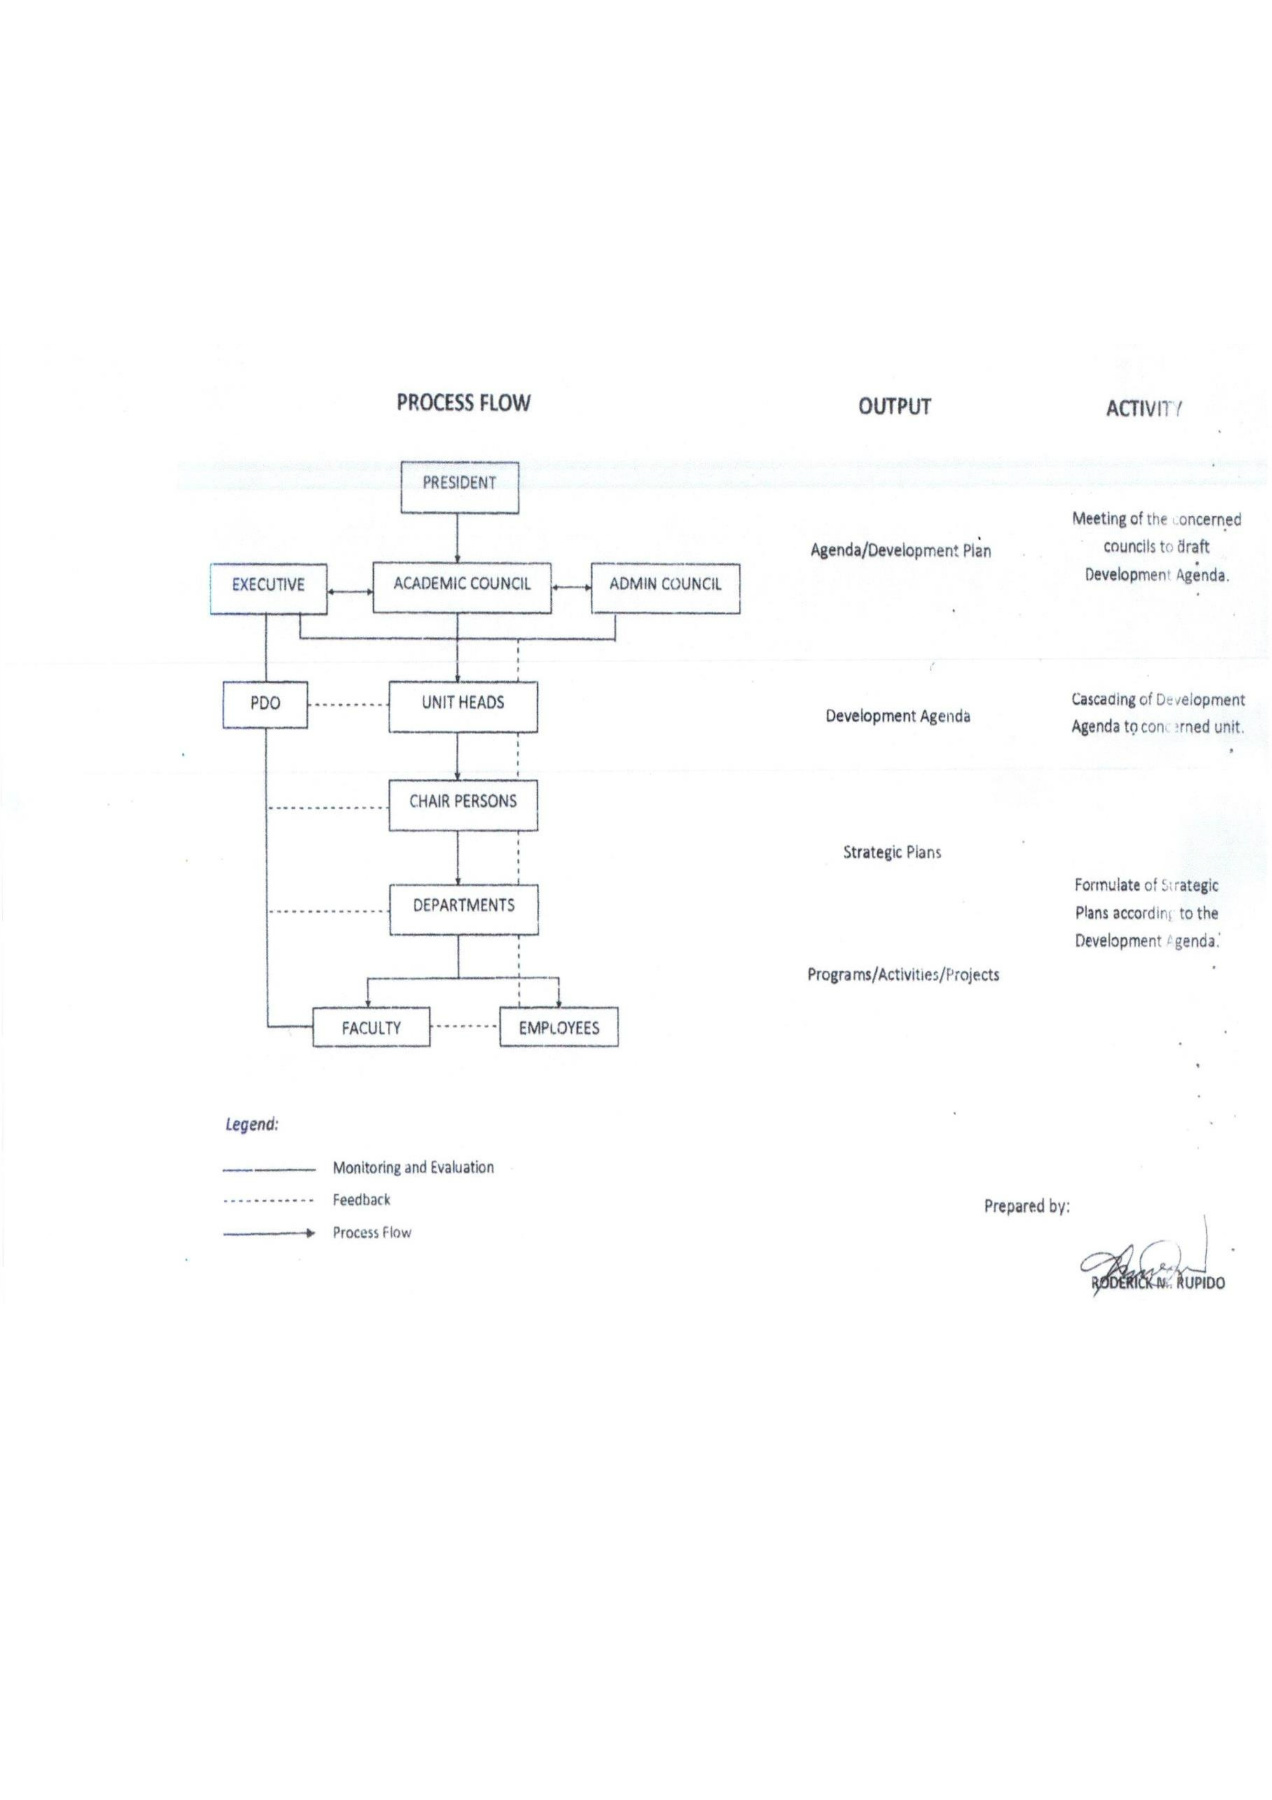 PROCESS FLOW
OUTPUT
ACTIVITY
PRESIDENT
Meeting of the concerned
councils to draft
Development Agenda.
Agenda/Development Plan
EXECUTIVE
ACADEMIC COUNCIL
ADMIN COUNCIL
PDO
UNIT HEADS
Development Agenda
Cascading of Development
Agenda to concerned unit.
CHAIR PERSONS
Strategic Plans
DEPARTMENTS
Formulate of Strategic
Plans according to the
Development Agenda.
Programs/Activities/Projects
FACULTY
EMPLOYEES
Legend:
Monitoring and Evaluation
Feedback
Process Flow
Prepared by:
RODERICK M. RUPIDO